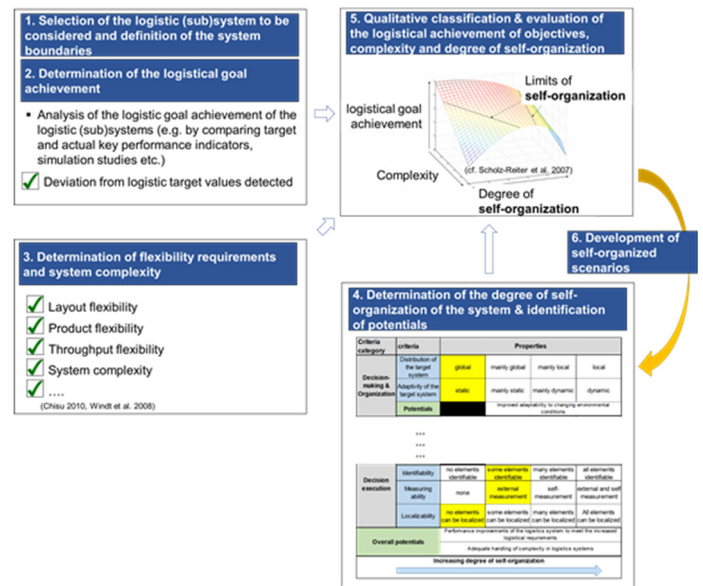 1. Selection of the logistic (sub)system to be
considered and definition of the system
boundaries
2. Determination of the logistical goal
achievement
▪ Analysis of the logistic goal achievement of the
logistic (sub)systems (e.g. by comparing target
and actual key performance indicators,
simulation studies etc.)
Deviation from logistic target values detected
3. Determination of flexibility requirements
and system complexity
Layout flexibility
Product flexibility
Throughput flexibility
System complexity
....
(Chisu 2010, Windt et al. 2008)
5. Qualitative classification & evaluation of
the logistical achievement of objectives,
complexity and degree of self-organization
Limits of
self-organization
logistical goal
achievement
(cf. Scholz-Reiter et al, 2007)
Complexity
Degree of
self-organization
6. Development of
self-organized
scenarios
4. Determination of the degree of self-
organization of the system & identification
of potentials
Criteria
category
criteria
Properties
Decision-
making &
Organization
Distribution of
the target
system
global
mainly global
mainly local
local
Adaptivity of the
target system
static
mainly static
mainly dynamic
dynamic
Potentials
Improved adaptability to changing environmental
conditions
...
...
...
Decision
execution
Identifiability
no elements
identifiable
some elements
identifiable
many elements
identifiable
all elements
identifiable
Measuring
ability
none
external
measurement
self-
measurement
external and self
measurement
Localizability
no elements
can be localized
some elements
can be localized
many elements
can be localized
All elements
can be localized
Overall potentials
Performance improvements of the logistics system to meet the increased
logistical requirements
Adequate handling of complexity in logistics systems
Increasing degree of self-organization